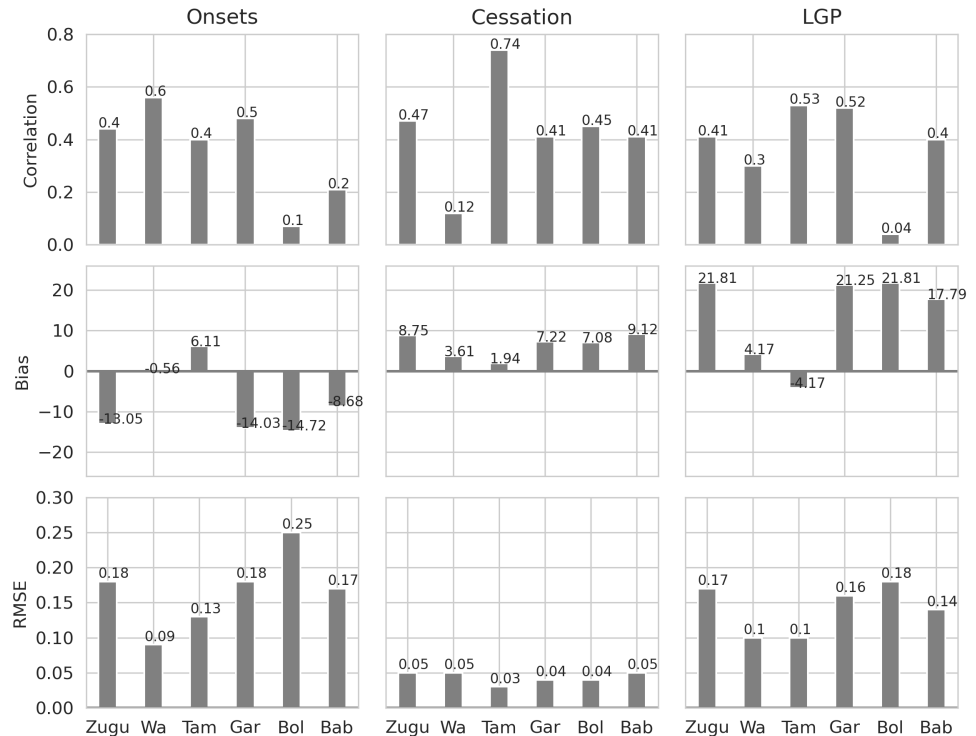 Onsets Cessation LGP
Correlation
0.8
0.6
0.4
0.2
0.0
0.4 0.6 0.4 0.5 0.1 0.2
0.47 0.12 0.74 0.41 0.45 0.41
0.41 0.3 0.53 0.52 0.04 0.4
Bias
20
10
0
−10
−20
-13.05 -0.56 6.11 -14.03 -14.72 -8.68
8.75 3.61 1.94 7.22 7.08 9.12
21.81 4.17 -4.17 21.25 21.81 17.79
RMSE
0.30
0.25
0.20
0.15
0.10
0.05
0.00
0.18 0.09 0.13 0.18 0.25 0.17
0.05 0.05 0.03 0.04 0.04 0.05
0.17 0.1 0.1 0.16 0.18 0.14
Zugu Wa Tam Gar Bol Bab
Zugu Wa Tam Gar Bol Bab
Zugu Wa Tam Gar Bol Bab